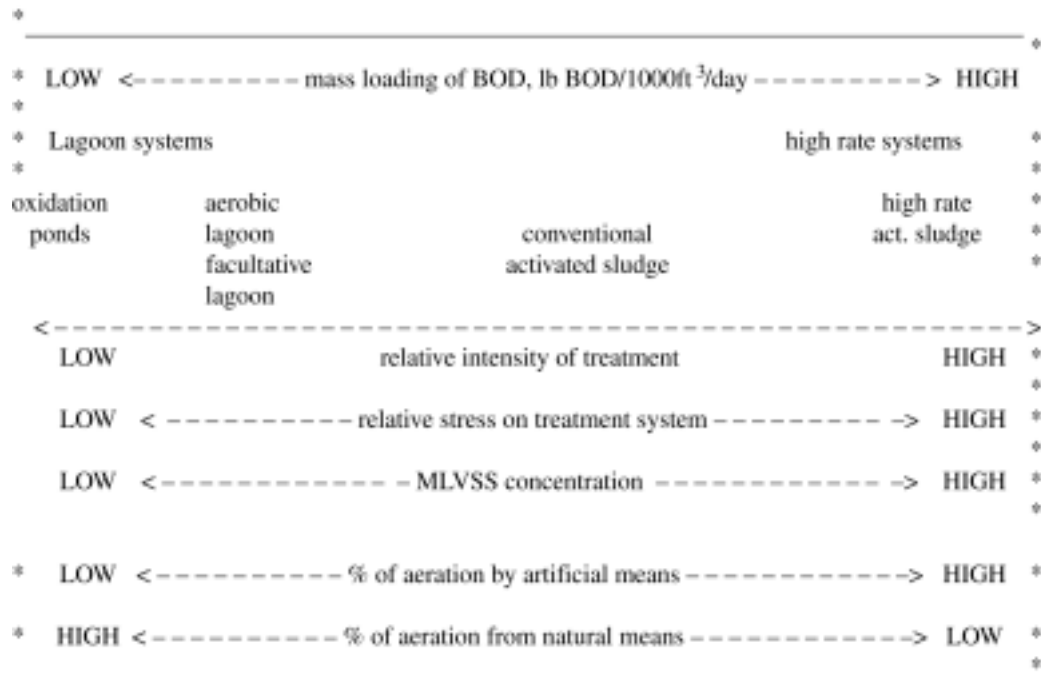 *
*
* LOW <--------- mass loading of BOD, lb BOD/1000ft³/day ---------> HIGH
*
* Lagoon systems high rate systems *
* *
oxidation aerobic high rate *
ponds lagoon conventional act. sludge *
facultative activated sludge *
lagoon
<---------------------------------------------------->
LOW relative intensity of treatment HIGH *
*
LOW <---------- relative stress on treatment system ----------> HIGH *
*
LOW <------------- MLVSS concentration -------------> HIGH *
*
* LOW <---------- % of aeration by artificial means ------------> HIGH *
* HIGH <---------- % of aeration from natural means ------------> LOW *
*